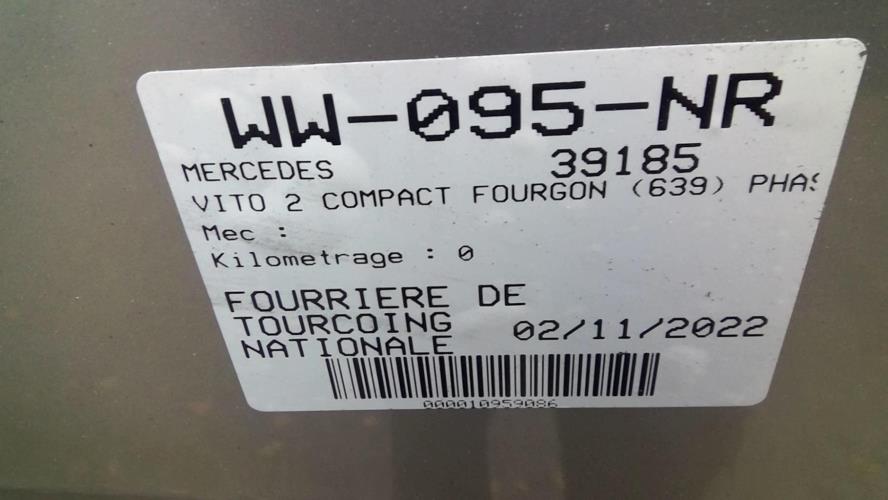 WW-095-NR
MERCEDES 39185
VITO 2 COMPACT FOURGON (639) PHAS
Mec :
Kilometrage : 0
FOURRIERE DE
TOURCOING 02/11/2022
NATIONALE
000010959086